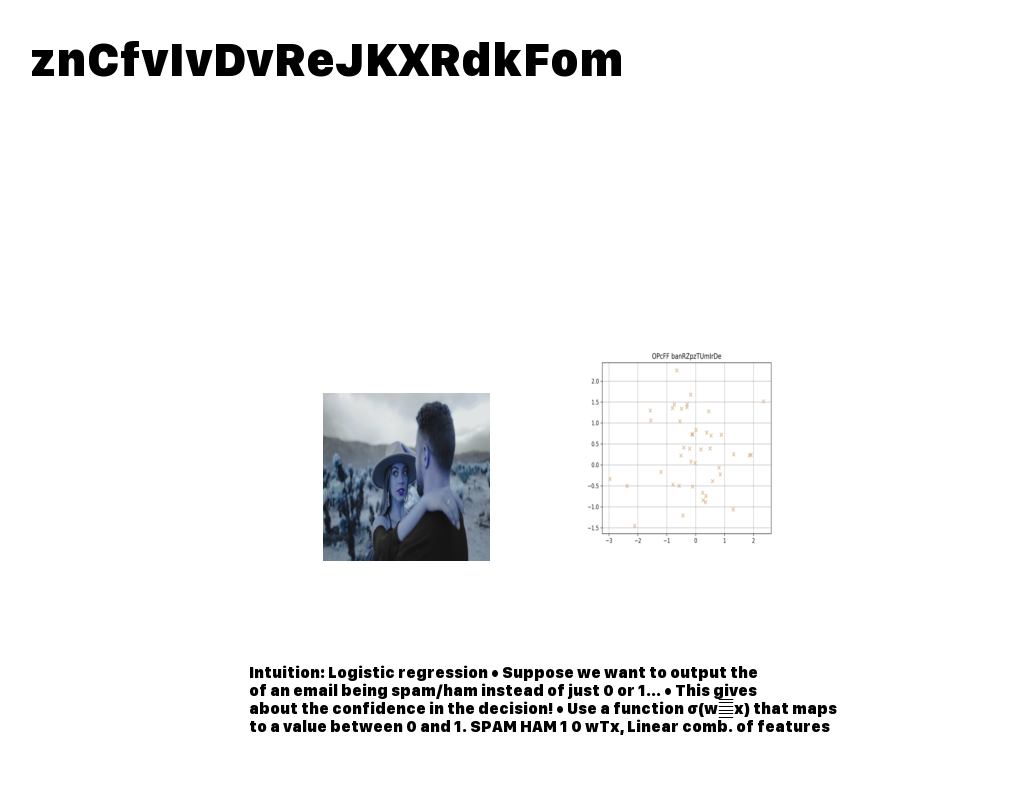 znCfvIvDvReJKXRdkFom
OPcFF banRZpzTUmIrDe
2.0
1.5
1.0
0.5
0.0
−0.5
−1.0
−1.5
−3 −2 −1 0 1 2
Intuition: Logistic regression • Suppose we want to output the
of an email being spam/ham instead of just 0 or 1... • This gives
about the confidence in the decision! • Use a function σ(w x) that maps
to a value between 0 and 1. SPAM HAM 1 0 wTx, Linear comb. of features